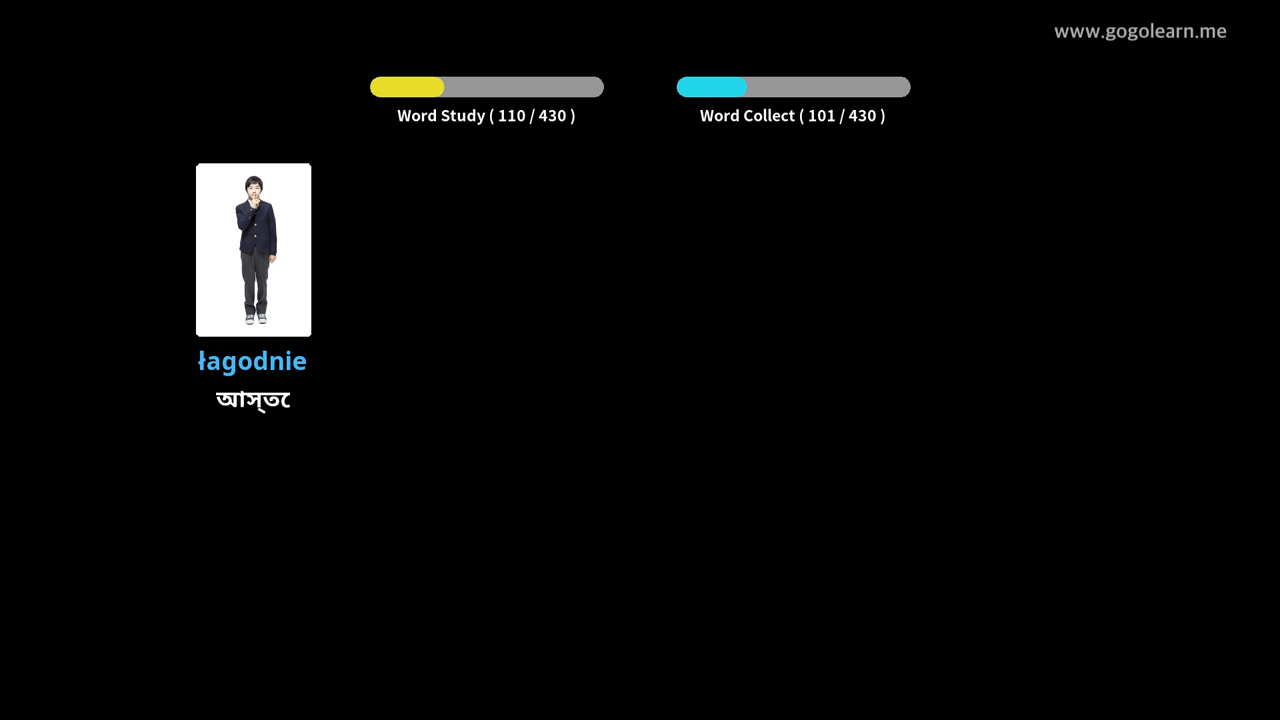 www.gogolearn.me
Word Study ( 110 / 430 )
Word Collect ( 101 / 430 )
łagodnie
আস্তে